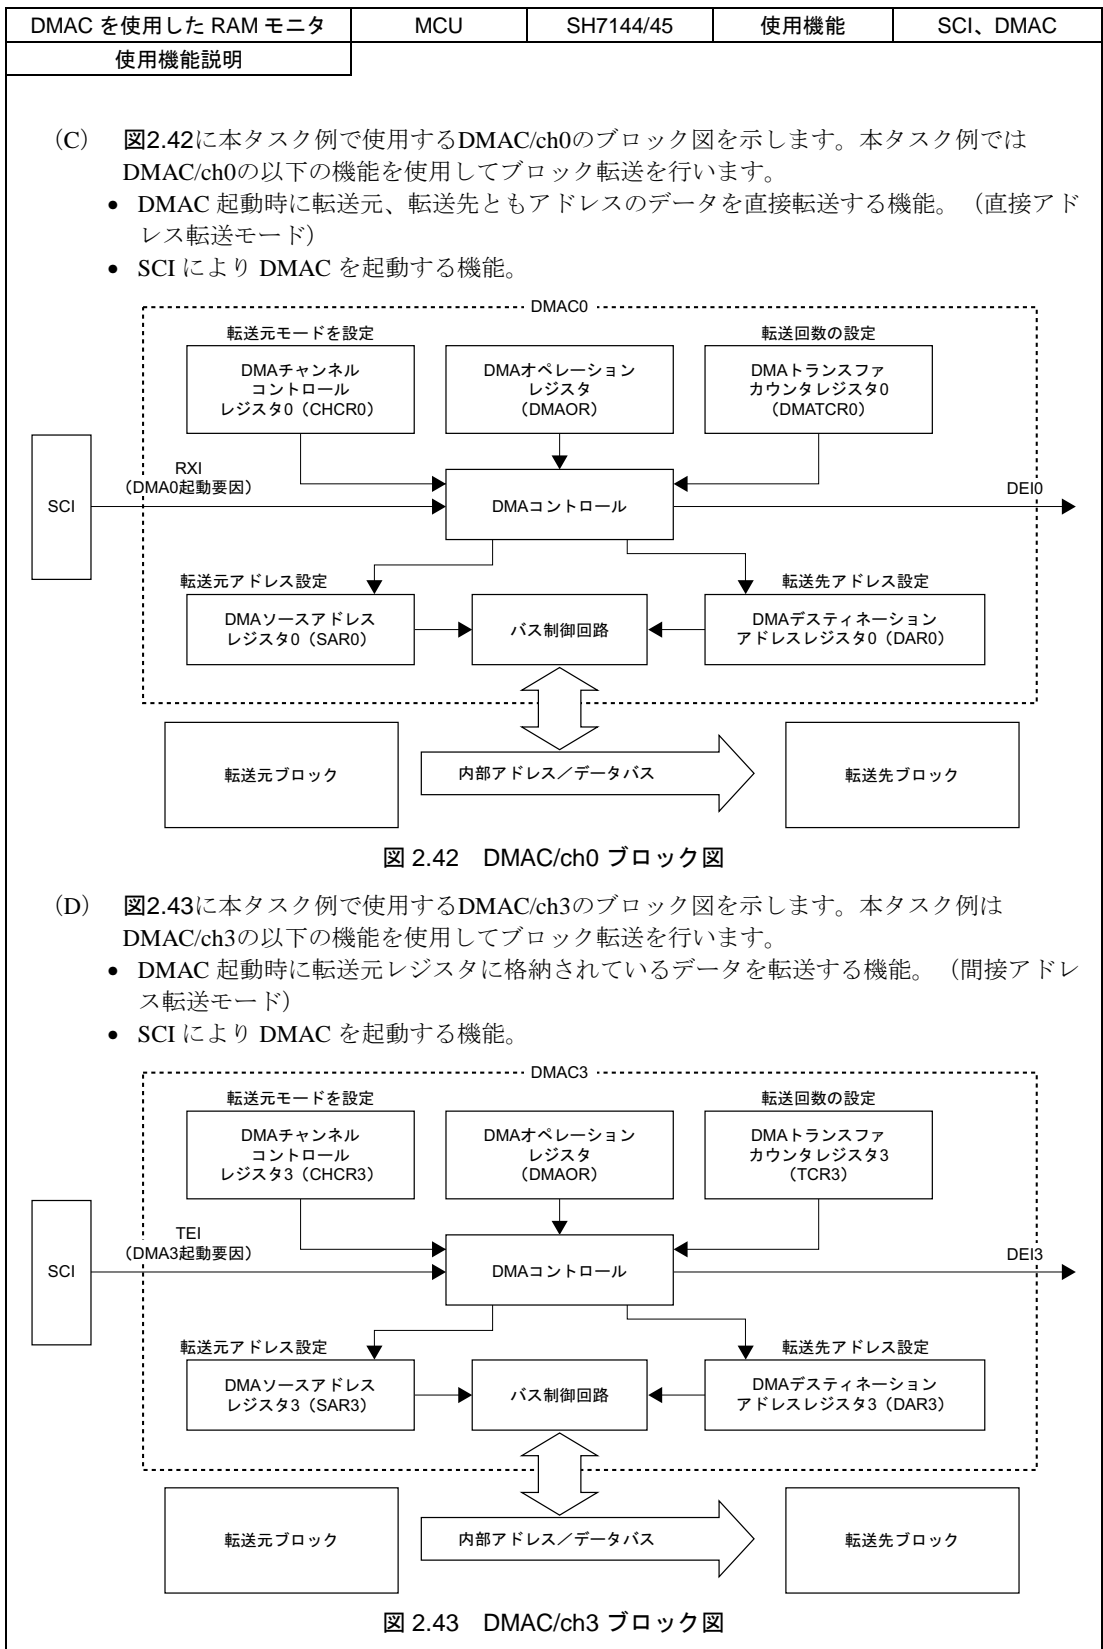 DMAC を使用した RAM モニタ MCU SH7144/45 使用機能 SCI、DMAC
使用機能説明
（C） 図2.42に本タスク例で使用するDMAC/ch0のブロック図を示します。本タスク例では
DMAC/ch0の以下の機能を使用してブロック転送を行います。
• DMAC 起動時に転送元、転送先ともアドレスのデータを直接転送する機能。（直接アド
レス転送モード）
• SCI により DMAC を起動する機能。
DMAC0
転送元モードを設定 転送回数の設定
DMAチャンネル
コントロール
レジスタ0（CHCR0）
DMAオペレーション
レジスタ
（DMAOR）
DMAトランスファ
カウンタレジスタ0
（DMATCR0）
SCI
RXI
（DMA0起動要因）
DMAコントロール
DEI0
転送元アドレス設定 転送先アドレス設定
DMAソースアドレス
レジスタ0（SAR0）
バス制御回路
DMAデスティネーション
アドレスレジスタ0（DAR0）
転送元ブロック
内部アドレス／データバス
転送先ブロック
図 2.42 DMAC/ch0 ブロック図
（D） 図2.43に本タスク例で使用するDMAC/ch3のブロック図を示します。本タスク例は
DMAC/ch3の以下の機能を使用してブロック転送を行います。
• DMAC 起動時に転送元レジスタに格納されているデータを転送する機能。（間接アドレ
ス転送モード）
• SCI により DMAC を起動する機能。
DMAC3
転送元モードを設定 転送回数の設定
DMAチャンネル
コントロール
レジスタ3（CHCR3）
DMAオペレーション
レジスタ
（DMAOR）
DMAトランスファ
カウンタレジスタ3
（TCR3）
SCI
TEI
（DMA3起動要因）
DMAコントロール
DEI3
転送元アドレス設定 転送先アドレス設定
DMAソースアドレス
レジスタ3（SAR3）
バス制御回路
DMAデスティネーション
アドレスレジスタ3（DAR3）
転送元ブロック
内部アドレス／データバス
転送先ブロック
図 2.43 DMAC/ch3 ブロック図